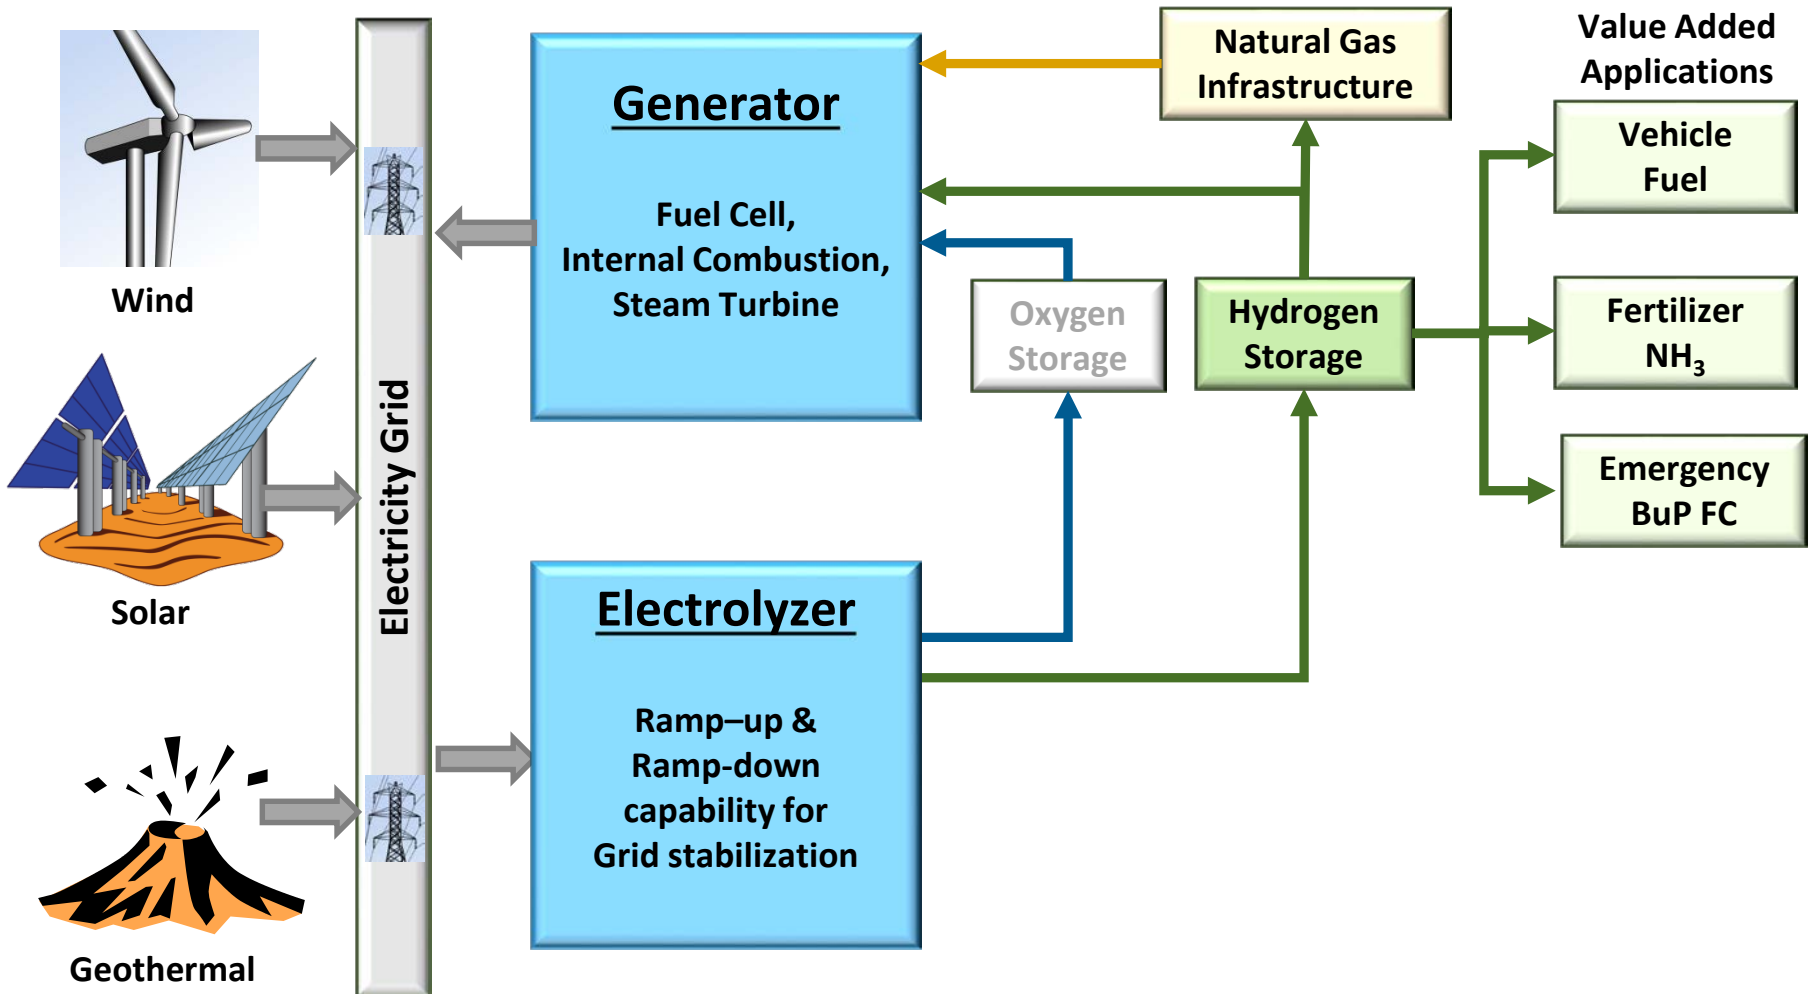 Wind
Solar
Geothermal
Electricity Grid
Generator
Fuel Cell,
Internal Combustion,
Steam Turbine
Electrolyzer
Ramp–up &
Ramp-down
capability for
Grid stabilization
Natural Gas
Infrastructure
Oxygen
Storage
Hydrogen
Storage
Value Added
Applications
Vehicle
Fuel
Fertilizer
NH₃
Emergency
BuP FC